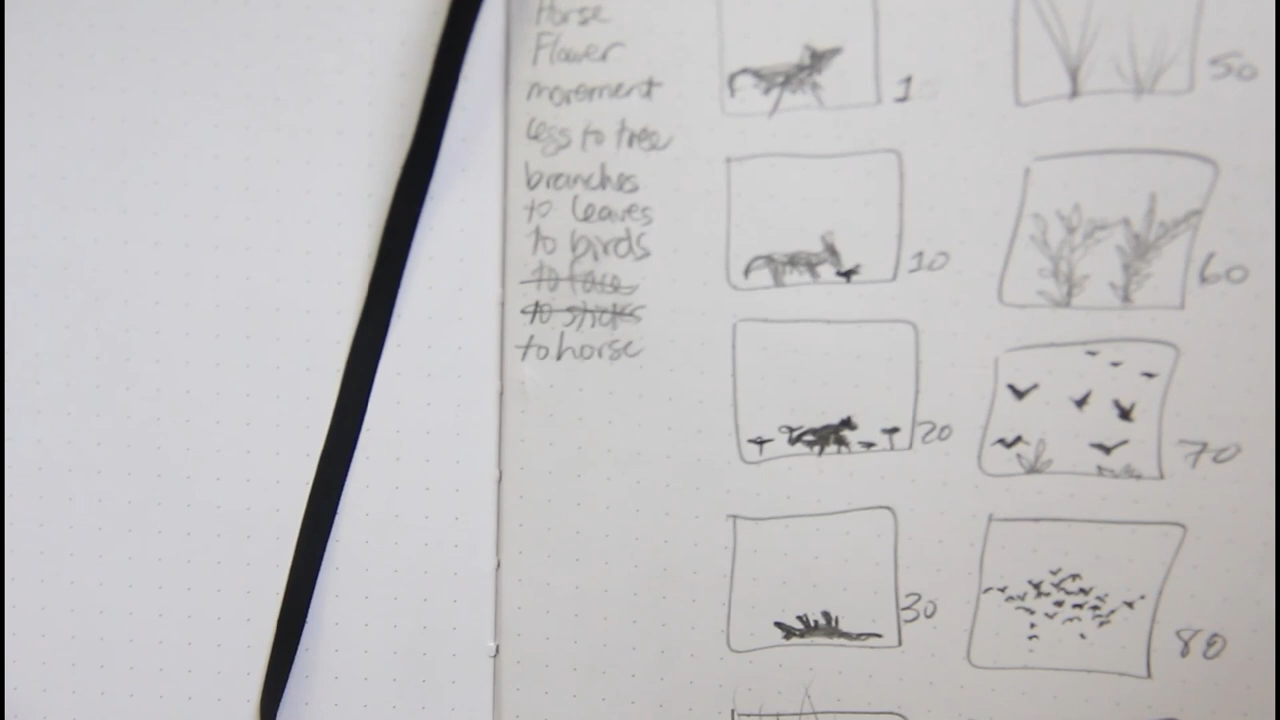 Horse
Flower
movement
legs to tree
branches
to leaves
to birds
to face
to sticks
to horse
1
10
20
30
50
60
70
80